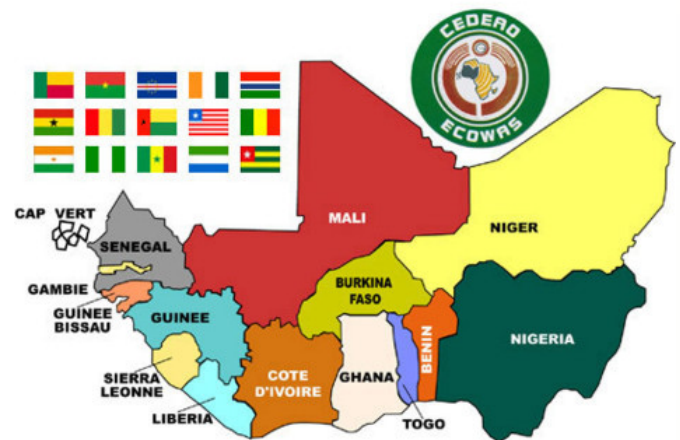 CEDEAO
ECOWAS
MALI
CAP VERT
SENEGAL
NIGER
GAMBIE
GUINÉE
BISSAU
BURKINA
FASO
GUINEE
NIGERIA
BENIN
SIERRA
LEONNE
COTE
D'IVOIRE
GHANA
LIBERIA
TOGO